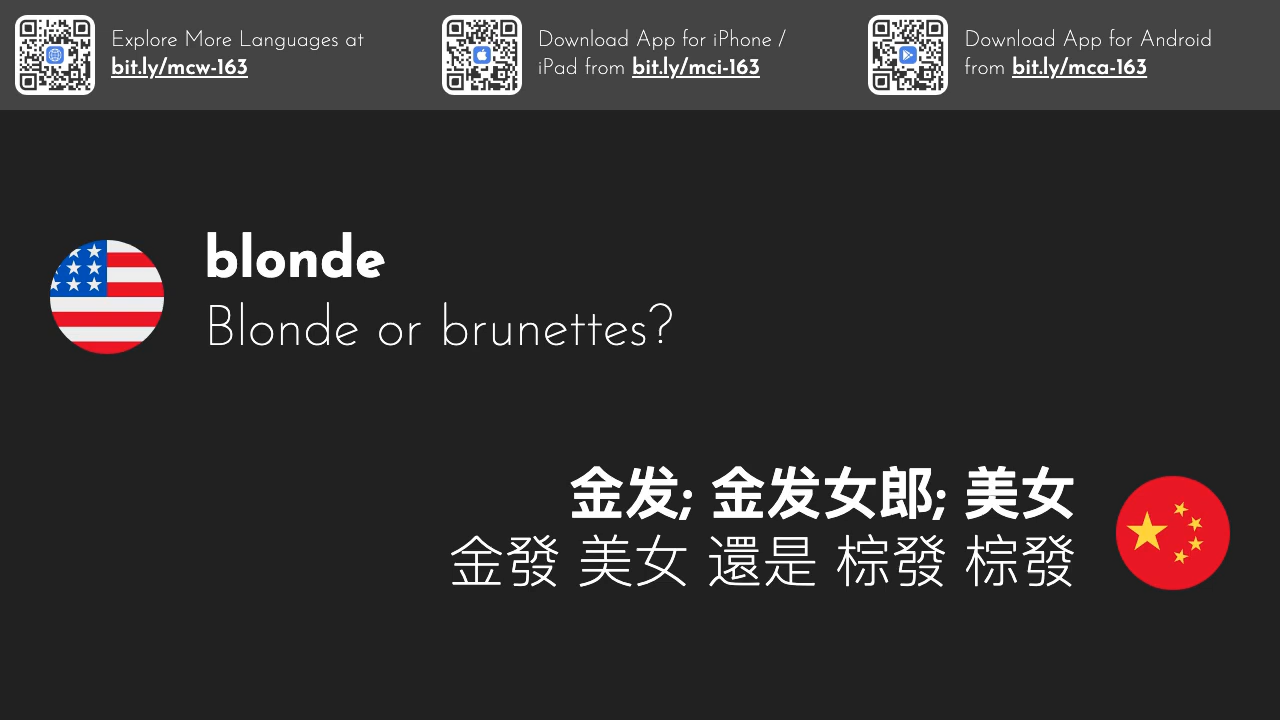 Explore More Languages at
bit.ly/mcw-163
Download App for iPhone /
iPad from bit.ly/mci-163
Download App for Android
from bit.ly/mca-163
blonde
Blonde or brunettes?
金发; 金发女郎; 美女
金發 美女 還是 棕發 棕發